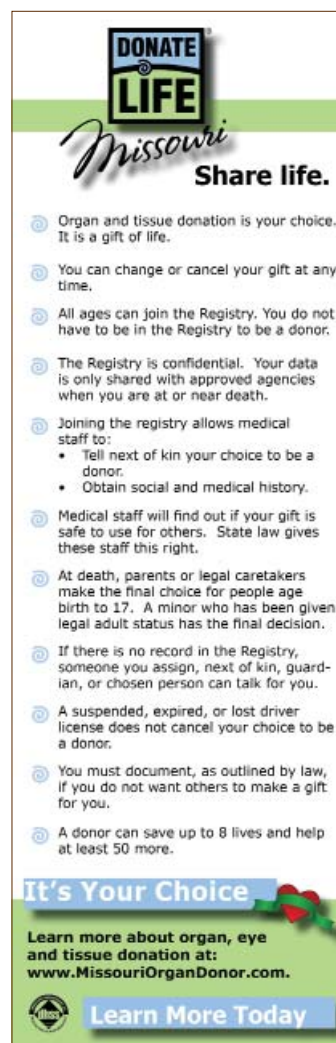 DONATE
LIFE
Missouri
Share life.
Organ and tissue donation is your choice.
It is a gift of life.
You can change or cancel your gift at any
time.
All ages can join the Registry. You do not
have to be in the Registry to be a donor.
The Registry is confidential. Your data
is only shared with approved agencies
when you are at or near death.
Joining the registry allows medical
staff to:
• Tell next of kin your choice to be a
donor.
• Obtain social and medical history.
Medical staff will find out if your gift is
safe to use for others. State law gives
these staff this right.
At death, parents or legal caretakers
make the final choice for people age
birth to 17. A minor who has been given
legal adult status has the final decision.
If there is no record in the Registry,
someone you assign, next of kin, guard-
ian, or chosen person can talk for you.
A suspended, expired, or lost driver
license does not cancel your choice to be
a donor.
You must document, as outlined by law,
if you do not want others to make a gift
for you.
A donor can save up to 8 lives and help
at least 50 more.
It's Your Choice
Learn more about organ, eye
and tissue donation at:
www.MissouriOrganDonor.com.
dhss
Learn More Today